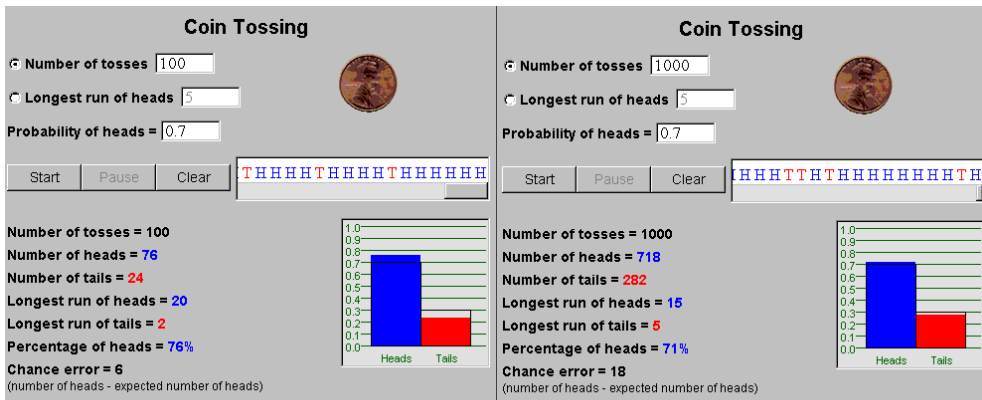 Coin Tossing
Number of tosses 100
Longest run of heads 5
Probability of heads = 0.7
Start Pause Clear
THHHHTHHHHTHHHHHH
Number of tosses = 100
Number of heads = 76
Number of tails = 24
Longest run of heads = 20
Longest run of tails = 2
Percentage of heads = 76%
Chance error = 6
(number of heads - expected number of heads)
1.0
0.9
0.8
0.7
0.6
0.5
0.4
0.3
0.2
0.1
0.0
Heads Tails
Coin Tossing
Number of tosses 1000
Longest run of heads 5
Probability of heads = 0.7
Start Pause Clear
HHHHTTHTHHHHHHHHTH
Number of tosses = 1000
Number of heads = 718
Number of tails = 282
Longest run of heads = 15
Longest run of tails = 5
Percentage of heads = 71%
Chance error = 18
(number of heads - expected number of heads)
1.0
0.9
0.8
0.7
0.6
0.5
0.4
0.3
0.2
0.1
0.0
Heads Tails